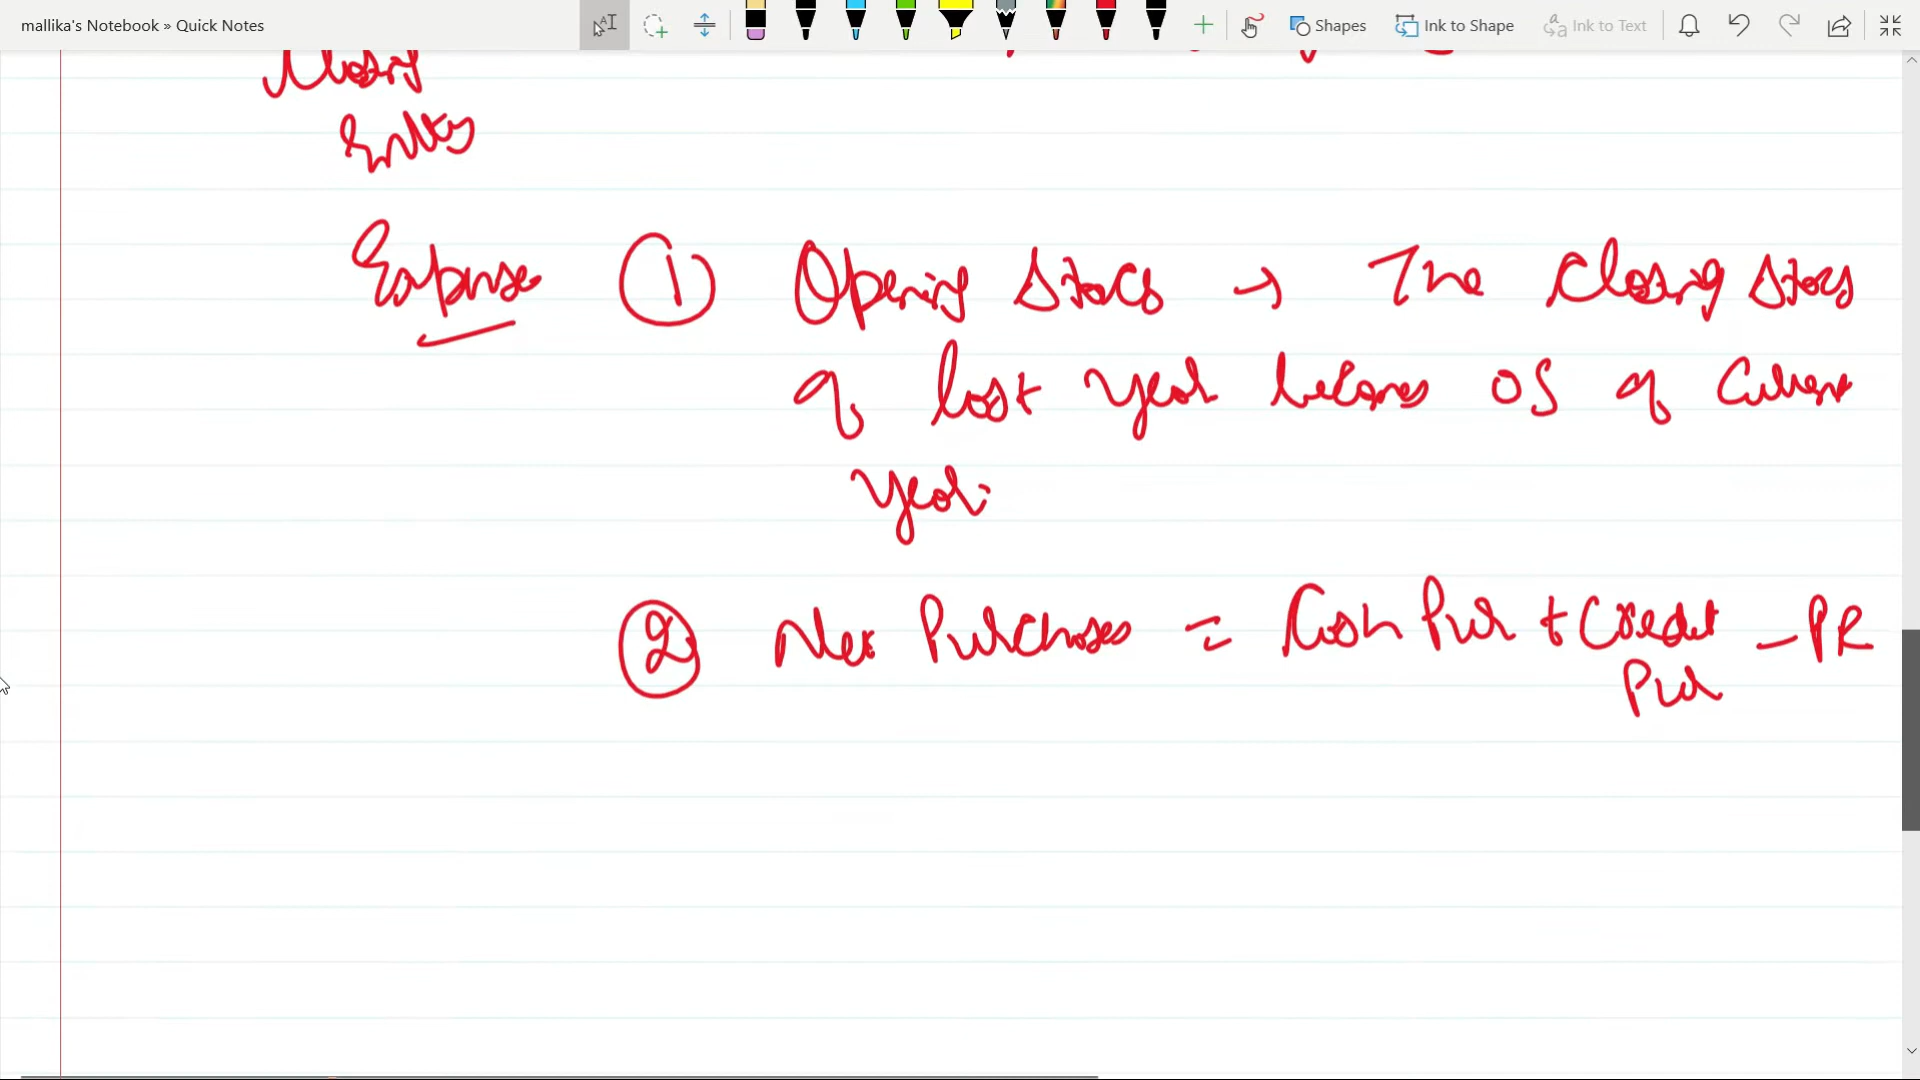 mallika's Notebook » Quick Notes
Shapes
Ink to Shape
Ink to Text
Closing
Entry
Expense ① Opening Stock → The Closing Stock
of last year becomes OS of Current
year.
② Net Purchases = Cash Pur + Credit - PR
Pur